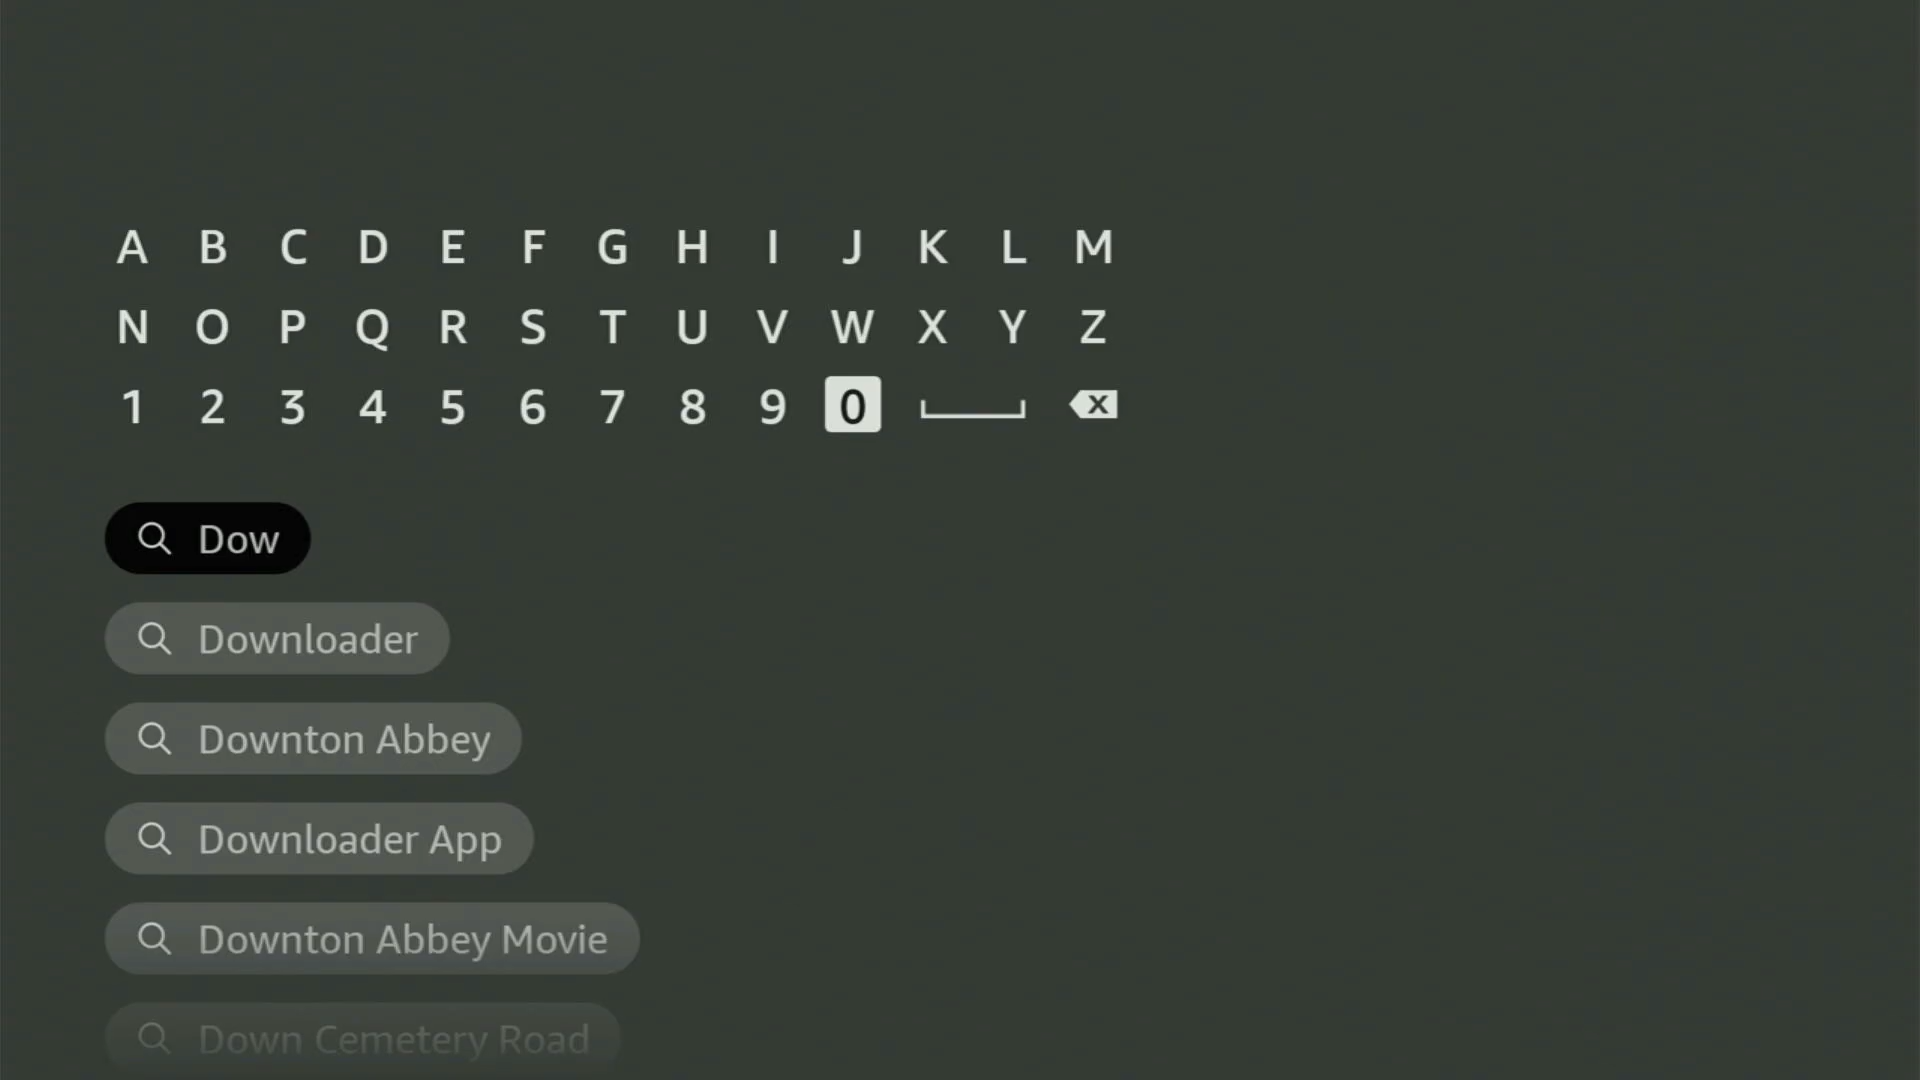 A B C D E F G H I J K L M
N O P Q R S T U V W X Y Z
1 2 3 4 5 6 7 8 9 0
Dow
Downloader
Downton Abbey
Downloader App
Downton Abbey Movie
Down Cemetery Road